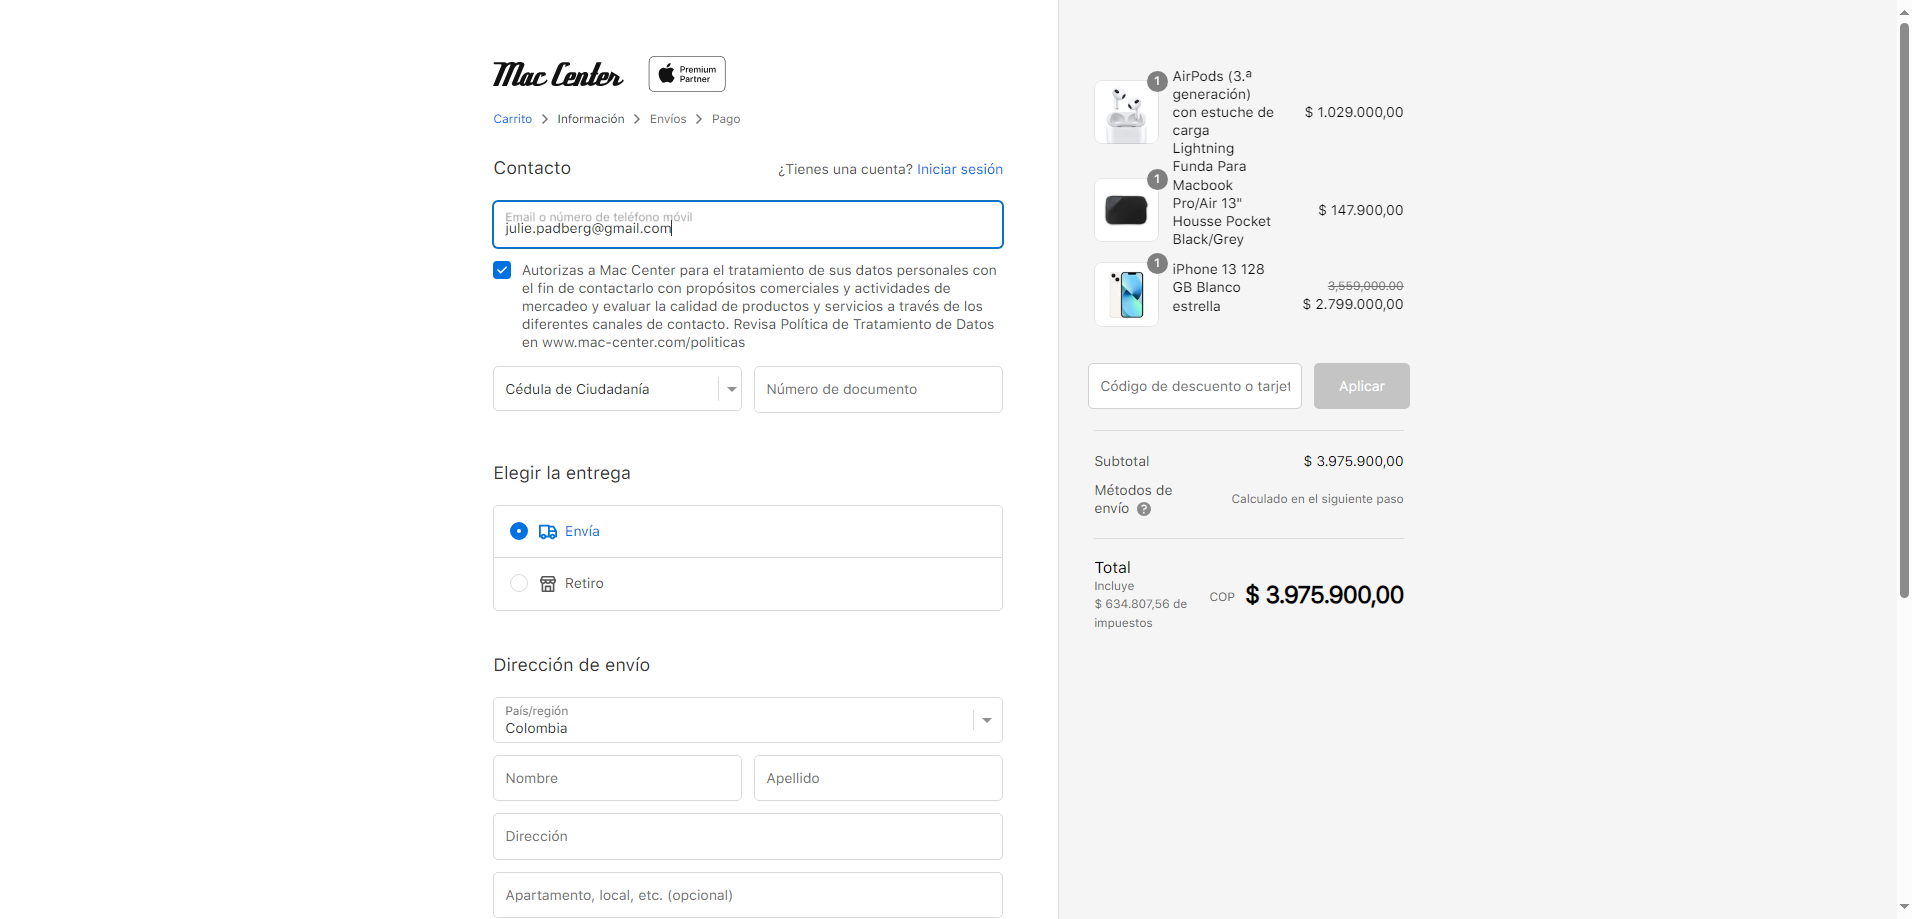 Mac Center
Premium
Partner
Carrito > Información > Envíos > Pago
Contacto
¿Tienes una cuenta? Iniciar sesión
Email o número de teléfono móvil
julie.padberg@gmail.com
Autorizas a Mac Center para el tratamiento de sus datos personales con
el fin de contactarlo con propósitos comerciales y actividades de
mercadeo y evaluar la calidad de productos y servicios a través de los
diferentes canales de contacto. Revisa Política de Tratamiento de Datos
en www.mac-center.com/politicas
Cédula de Ciudadanía
Número de documento
Elegir la entrega
Envía
Retiro
Dirección de envío
País/región
Colombia
Nombre
Apellido
Dirección
Apartamento, local, etc. (opcional)
1
AirPods (3.ª
generación)
con estuche de
carga
Lightning
$ 1.029.000,00
1
Funda Para
Macbook
Pro/Air 13"
Housse Pocket
Black/Grey
$ 147.900,00
1
iPhone 13 128
GB Blanco
estrella
3,559,000.00
$ 2.799.000,00
Código de descuento o tarjet
Aplicar
Subtotal
$ 3.975.900,00
Métodos de
envío ?
Calculado en el siguiente paso
Total
Incluye
$ 634.807,56 de
impuestos
COP $ 3.975.900,00